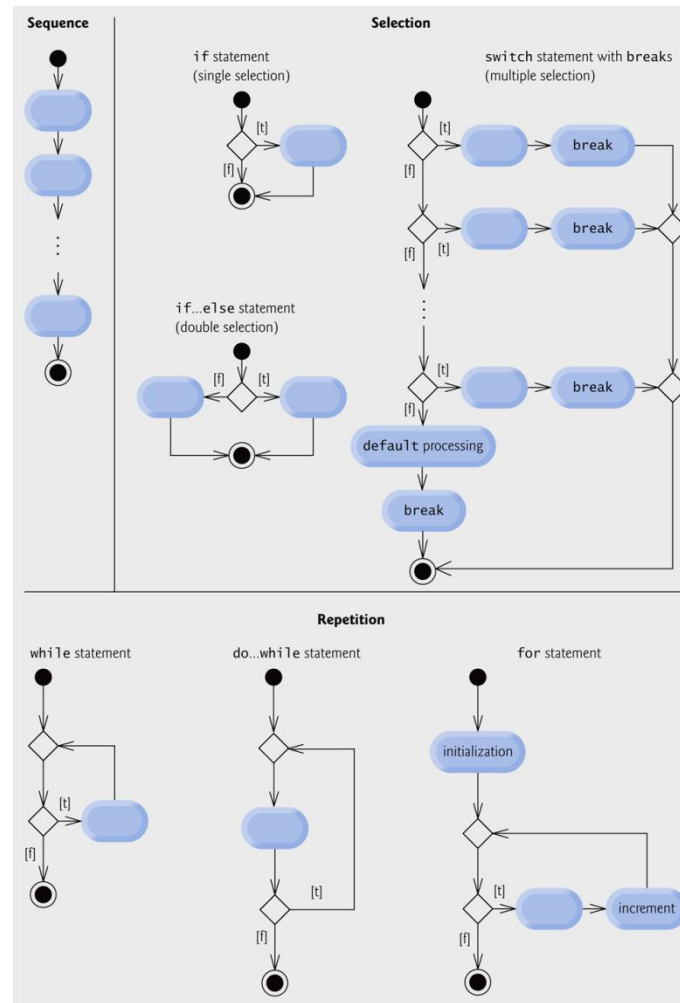 Sequence
Selection
if statement
(single selection)
[t]
[f]
switch statement with breaks
(multiple selection)
[t]
break
[f]
[t]
break
[f]
[t]
break
[f]
default processing
break
if…else statement
(double selection)
[f]
[t]
Repetition
while statement
[t]
[f]
do…while statement
[t]
[f]
for statement
initialization
[t]
increment
[f]